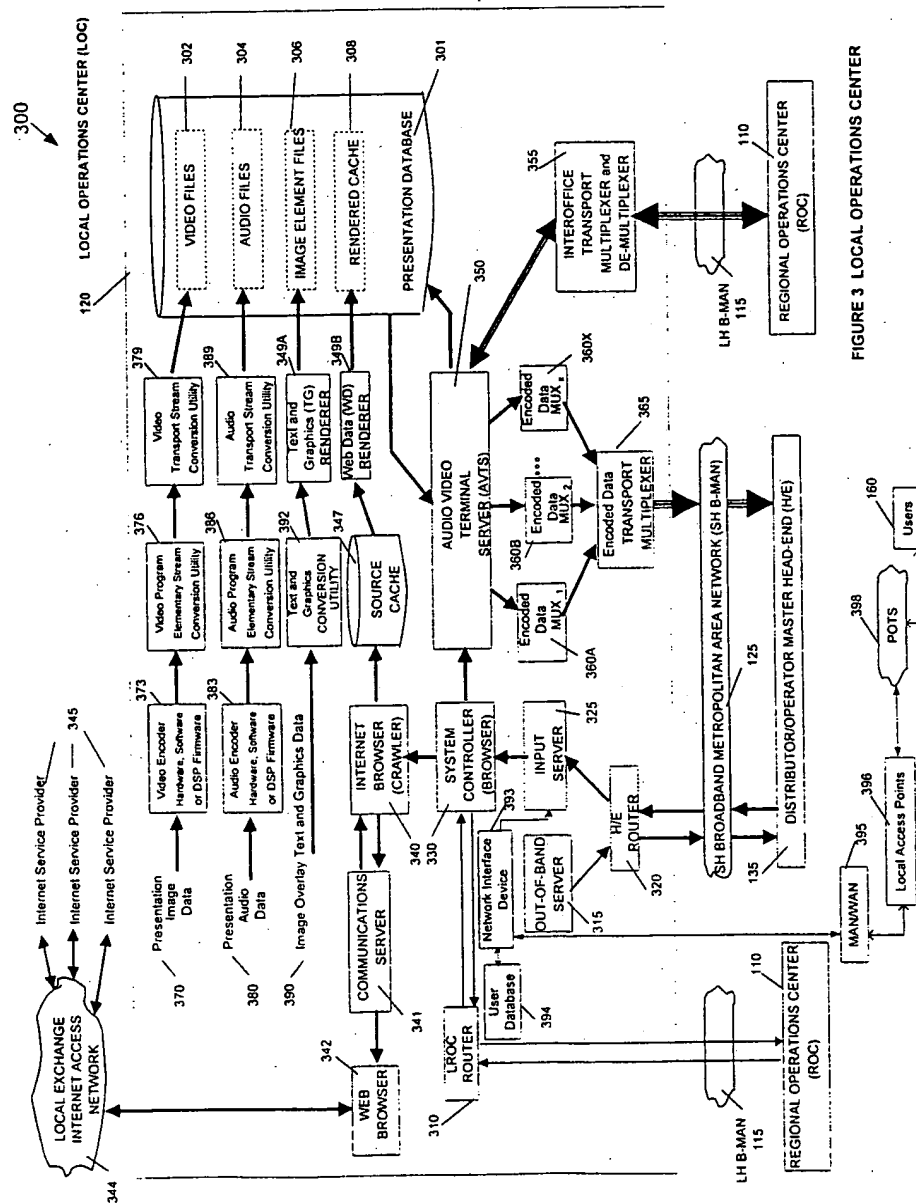 300
LOCAL OPERATIONS CENTER (LOC)
120
LOCAL EXCHANGE
INTERNET ACCESS
NETWORK
344
Internet Service Provider
Internet Service Provider
Internet Service Provider
345
Presentation
Image
Data
370
373
Video Encoder
Hardware, Software
or DSP Firmware
376
Video Program
Elementary Stream
Conversion Utility
379
Video
Transport Stream
Conversion Utility
VIDEO FILES
302
Presentation
Audio
Data
380
383
Audio Encoder
Hardware, Software
or DSP Firmware
386
Audio Program
Elementary Stream
Conversion Utility
389
Audio
Transport Stream
Conversion Utility
AUDIO FILES
304
390
Image Overlay Text and Graphics Data
392
Text and
Graphics
CONVERSION
UTILITY
349A
Text and
Graphics (TG)
RENDERER
IMAGE ELEMENT FILES
306
342
WEB
BROWSER
COMMUNICATIONS
SERVER
341
INTERNET
BROWSER
(CRAWLER)
340
347
SOURCE
CACHE
349B
Web Data (WD)
RENDERER
RENDERED CACHE
308
PRESENTATION DATABASE
301
LROC
ROUTER
310
330
SYSTEM
CONTROLLER
(BROWSER)
AUDIO VIDEO
TERMINAL
SERVER (AVTS)
350
User
Database
394
Network Interface
Device
393
OUT-OF-BAND
SERVER
315
INPUT
SERVER
325
H/E
ROUTER
320
Encoded
Data
MUX 1
360A
Encoded •••
Data
MUX 2
360B
Encoded
Data
MUX
360X
Encoded Data
TRANSPORT
MULTIPLEXER
365
INTEROFFICE
TRANSPORT
MULTIPLEXER and
DE-MULTIPLEXER
355
LH B-MAN
115
SH BROADBAND METROPOLITAN AREA NETWORK (SH B-MAN)
125
LH B-MAN
115
REGIONAL OPERATIONS CENTER
(ROC)
110
135
DISTRIBUTOR/OPERATOR MASTER HEAD-END (H/E)
REGIONAL OPERATIONS CENTER
(ROC)
110
MAN/WAN
395
Local Access Points
396
POTS
398
Users
160
FIGURE 3 LOCAL OPERATIONS CENTER